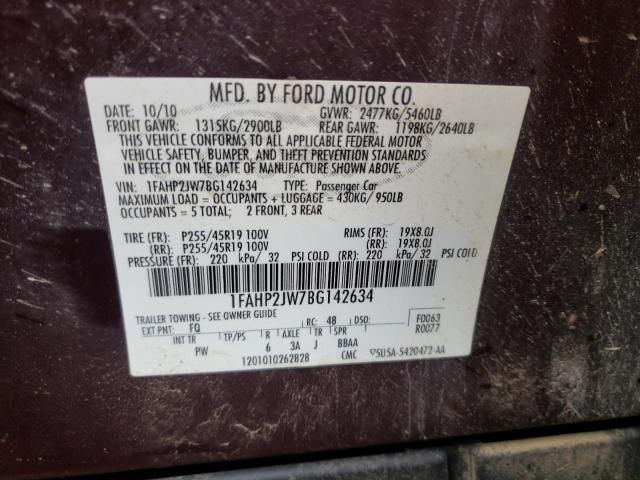 MFD. BY FORD MOTOR CO.
DATE: 10/10 GVWR: 2477KG/5460LB
FRONT GAWR: 1315KG/2900LB REAR GAWR: 1198KG/2640LB
THIS VEHICLE CONFORMS TO ALL APPLICABLE FEDERAL MOTOR
VEHICLE SAFETY, BUMPER, AND THEFT PREVENTION STANDARDS
IN EFFECT ON THE DATE OF MANUFACTURE SHOWN ABOVE.
VIN: 1FAHP2JW7BG142634 TYPE: Passenger Car
MAXIMUM LOAD = OCCUPANTS + LUGGAGE = 430KG/950LB
OCCUPANTS = 5 TOTAL; 2 FRONT, 3 REAR
TIRE (FR): P255/45R19 100V RIMS (FR): 19X8.0J
(RR): P255/45R19 100V (RR): 19X8.0J
PRESSURE (FR): 220 kPa/ 32 PSI COLD (RR): 220 kPa/ 32 PSI COLD
1FAHP2JW7BG142634
TRAILER TOWING - SEE OWNER GUIDE
EXT PNT: FQ RC: 48
F0063
R0077
INT TR TP/PS R AXLE TR SPR
PW 6 3A J BBAA
1201010262828 CMC
5U5A-5420472-AA